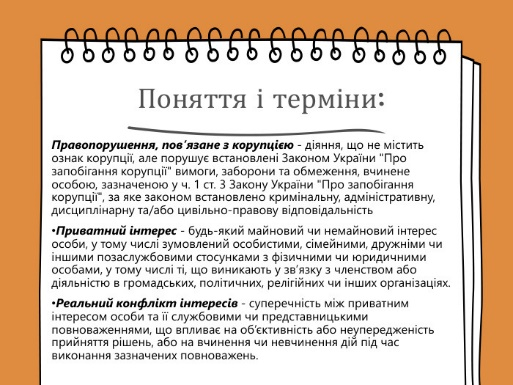 Поняття і терміни:
Правопорушення, пов'язане з корупцією - діяння, що не містить
ознак корупції, але порушує встановлені Законом України "Про
запобігання корупції" вимоги, заборони та обмеження, вчинене
особою, зазначеною у ч. 1 ст. 3 Закону України "Про запобігання
корупції", за яке законом встановлено кримінальну, адміністративну,
дисциплінарну та/або цивільно-правову відповідальність
•Приватний інтерес - будь-який майновий чи немайновий інтерес
особи, у тому числі зумовлений особистими, сімейними, дружніми чи
іншими позаслужбовими стосунками з фізичними чи юридичними
особами, у тому числі ті, що виникають у зв'язку з членством або
діяльністю в громадських, політичних, релігійних чи інших організаціях.
•Реальний конфлікт інтересів - суперечність між приватним
інтересом особи та її службовими чи представницькими
повноваженнями, що впливає на об'єктивність або неупередженість
прийняття рішень, або на вчинення чи невчинення дій під час
виконання зазначених повноважень.